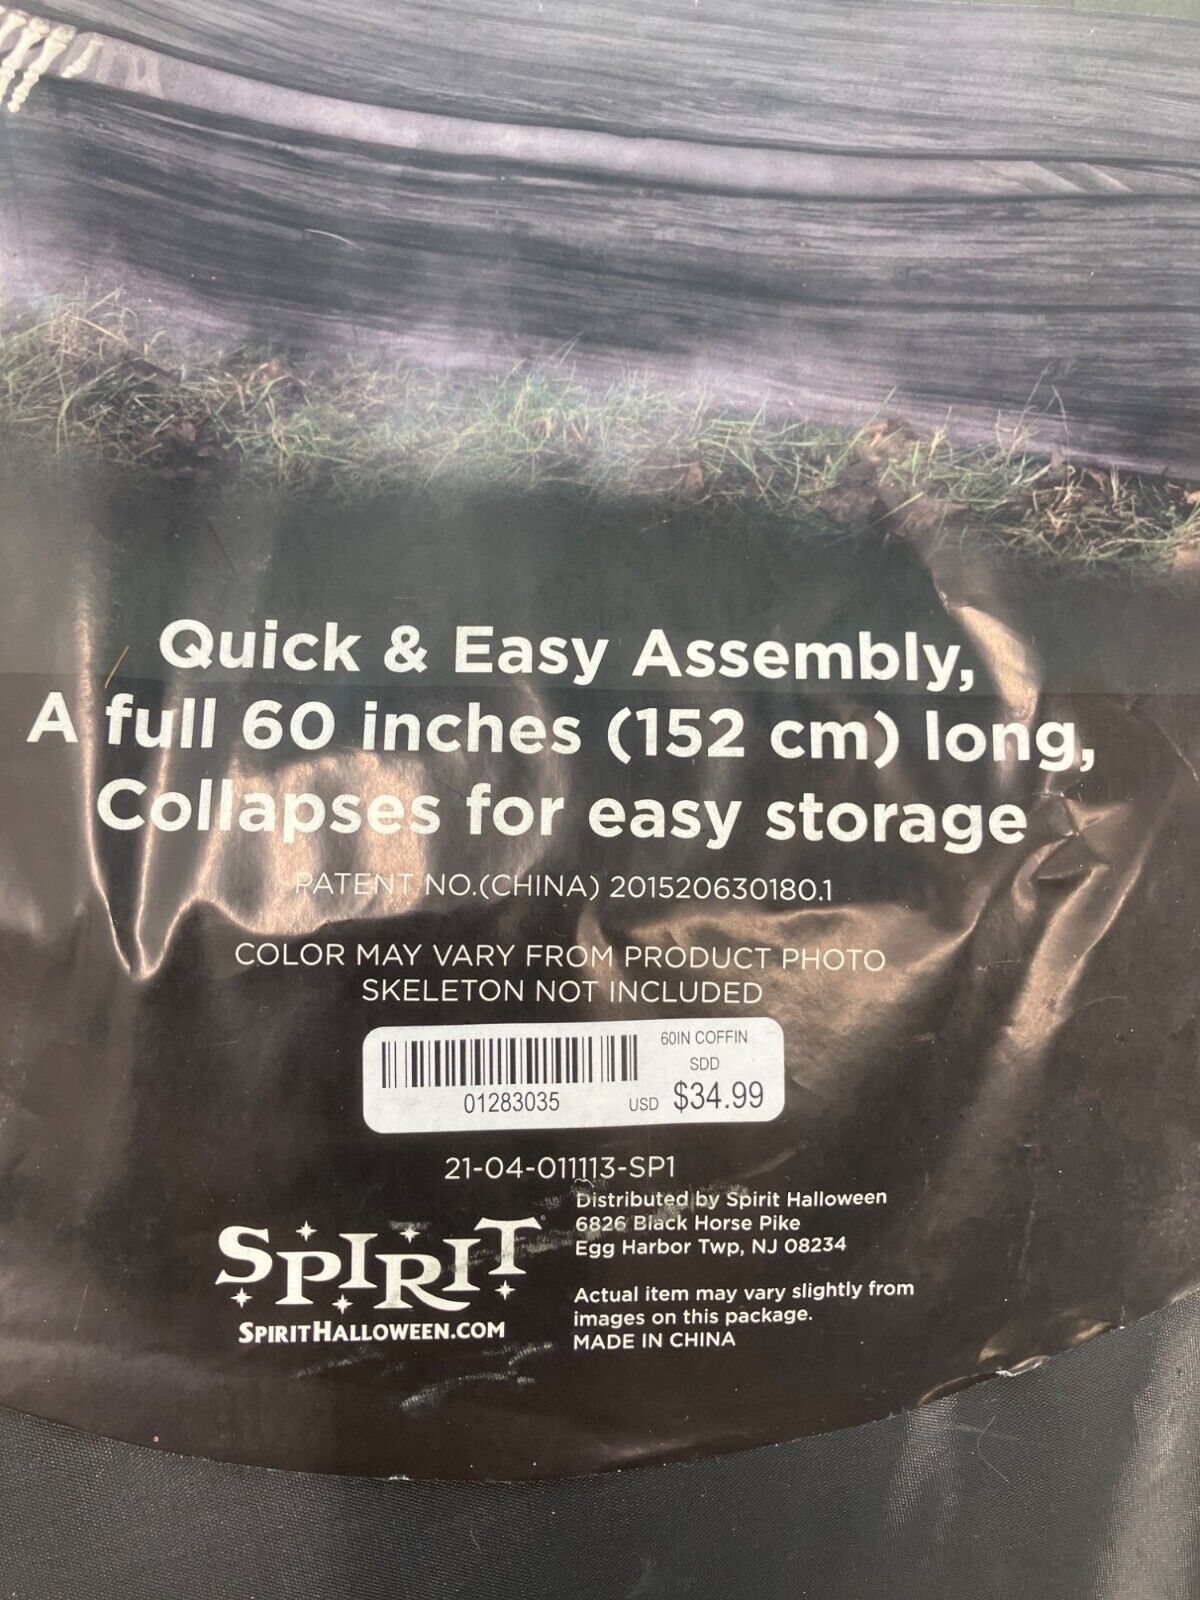 Quick & Easy Assembly,
A full 60 inches (152 cm) long,
Collapses for easy storage
PATENT NO.(CHINA) 201520630180.1
COLOR MAY VARY FROM PRODUCT PHOTO
SKELETON NOT INCLUDED
60IN COFFIN
SDD
01283035
USD $34.99
21-04-011113-SP1
Distributed by Spirit Halloween
6826 Black Horse Pike
Egg Harbor Twp, NJ 08234
SPIRIT
SPIRITHALLOWEEN.COM
Actual item may vary slightly from
images on this package.
MADE IN CHINA